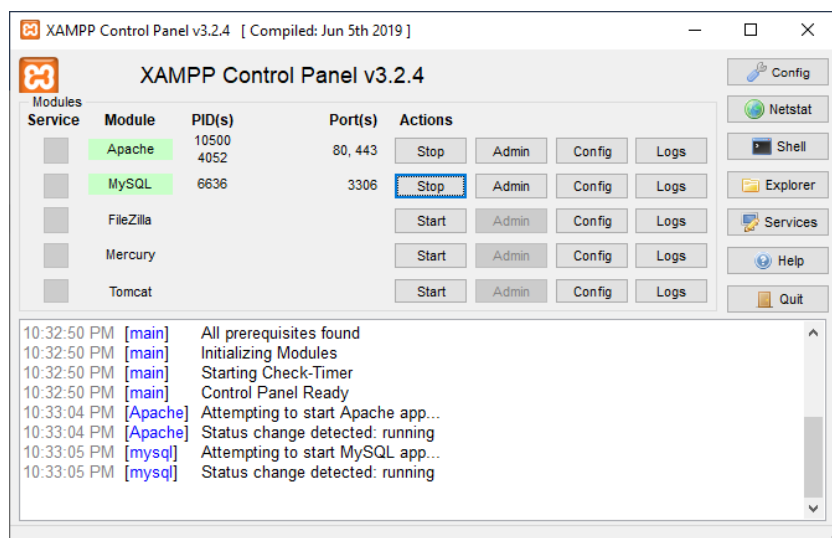 XAMPP Control Panel v3.2.4 [ Compiled: Jun 5th 2019 ]
XAMPP Control Panel v3.2.4
Config
Modules
Netstat
Service Module PID(s) Port(s) Actions
Apache 10500 4052 80, 443 Stop Admin Config Logs
Shell
MySQL 6636 3306 Stop Admin Config Logs
Explorer
FileZilla Start Admin Config Logs
Services
Mercury Start Admin Config Logs
Help
Tomcat Start Admin Config Logs
Quit
10:32:50 PM [main] All prerequisites found
10:32:50 PM [main] Initializing Modules
10:32:50 PM [main] Starting Check-Timer
10:32:50 PM [main] Control Panel Ready
10:33:04 PM [Apache] Attempting to start Apache app...
10:33:04 PM [Apache] Status change detected: running
10:33:05 PM [mysql] Attempting to start MySQL app...
10:33:05 PM [mysql] Status change detected: running